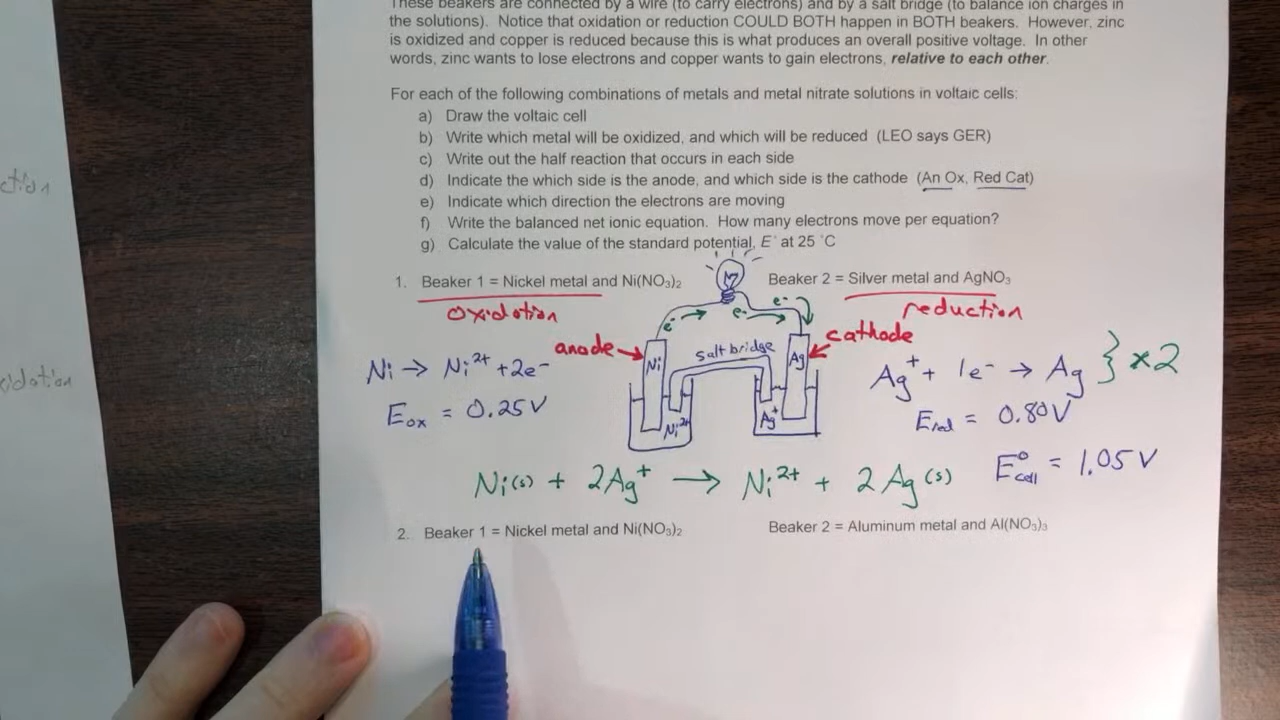 These beakers are connected by a wire (to carry electrons) and by a salt bridge (to balance ion charges in
the solutions). Notice that oxidation or reduction COULD BOTH happen in BOTH beakers. However, zinc
is oxidized and copper is reduced because this is what produces an overall positive voltage. In other
words, zinc wants to lose electrons and copper wants to gain electrons, relative to each other.
For each of the following combinations of metals and metal nitrate solutions in voltaic cells:
a) Draw the voltaic cell
b) Write which metal will be oxidized, and which will be reduced (LEO says GER)
c) Write out the half reaction that occurs in each side
d) Indicate the which side is the anode, and which side is the cathode (An Ox, Red Cat)
e) Indicate which direction the electrons are moving
f) Write the balanced net ionic equation. How many electrons move per equation?
g) Calculate the value of the standard potential, E° at 25 °C
1. Beaker 1 = Nickel metal and Ni(NO₃)₂ Beaker 2 = Silver metal and AgNO₃
oxidation e⁻ e⁻ e⁻ reduction
anode Ni salt bridge Ag cathode
Ni → Ni²⁺ + 2e⁻ Ag⁺ + 1e⁻ → Ag } x2
E ox = 0.25V Ni²⁺ Ag⁺ E red = 0.80V
E° cell = 1.05 V
Ni(s) + 2Ag⁺ → Ni²⁺ + 2Ag(s)
2. Beaker 1 = Nickel metal and Ni(NO₃)₂ Beaker 2 = Aluminum metal and Al(NO₃)₃